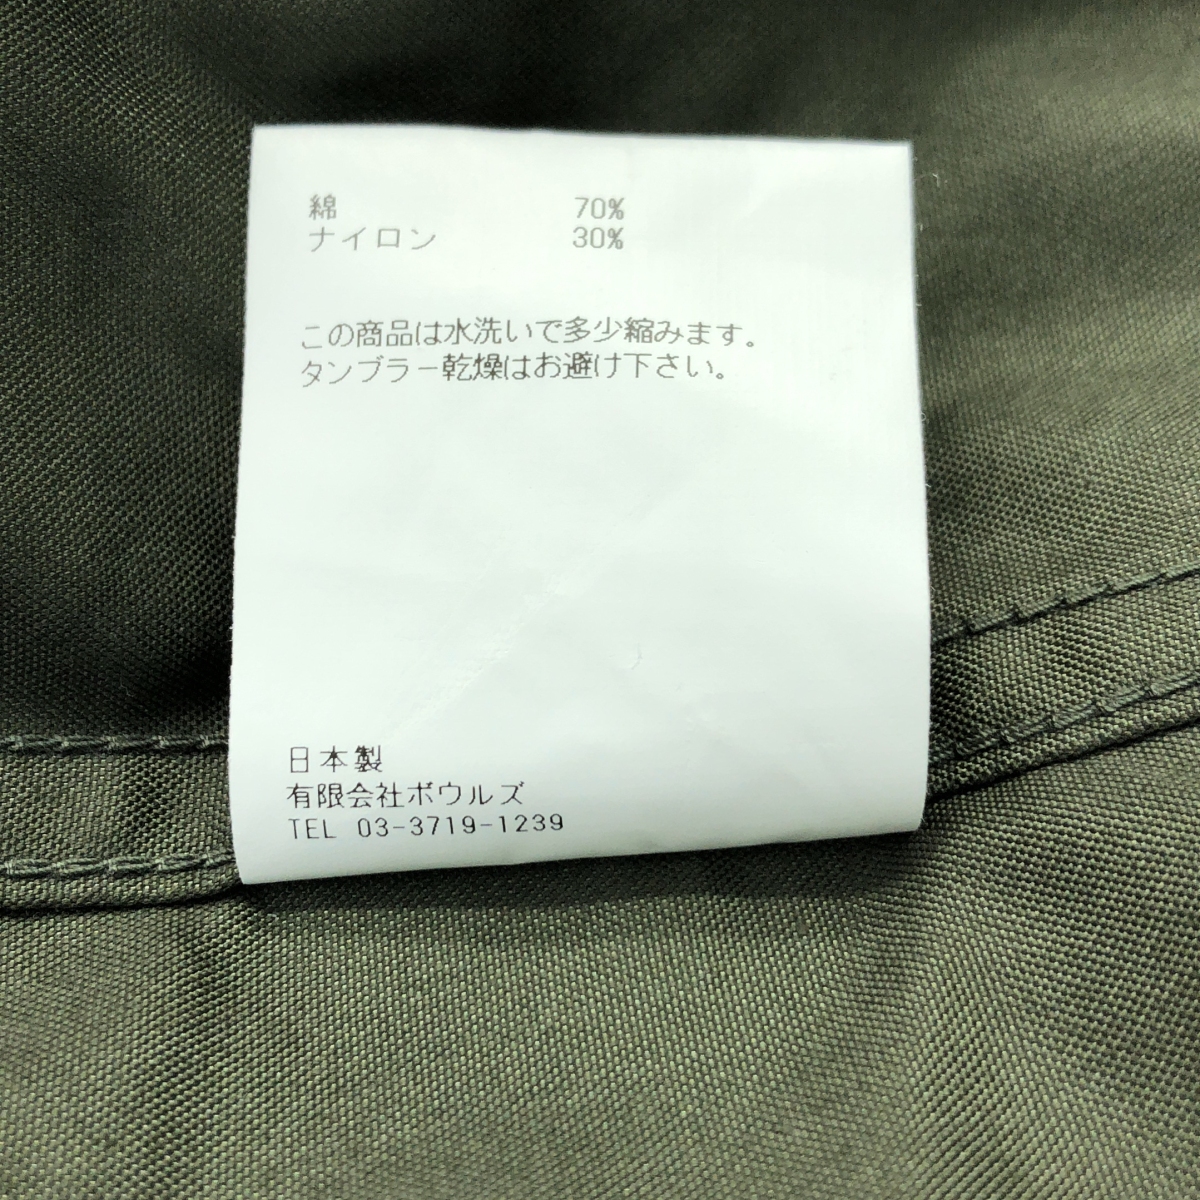 綿 70%
ナイロン 30%
この商品は水洗いで多少縮みます。
タンブラー乾燥はお避け下さい。
日本製
有限会社ボウルズ
TEL 03-3719-1239